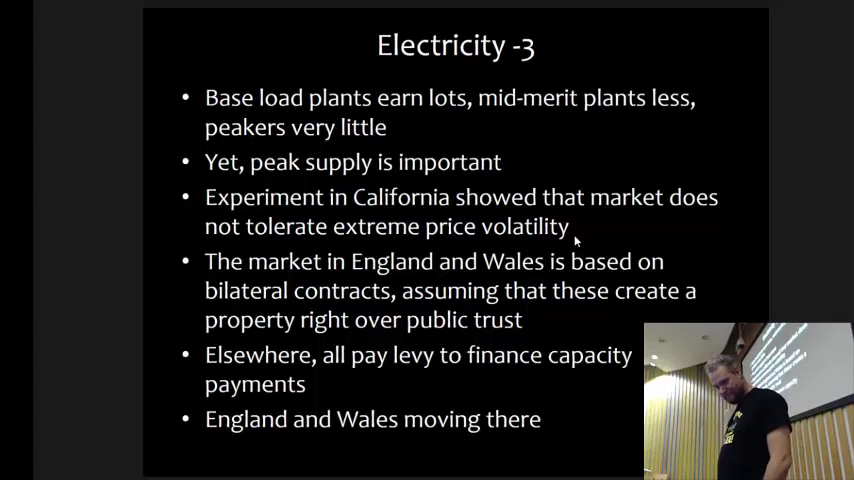 Electricity -3
• Base load plants earn lots, mid-merit plants less,
peakers very little
• Yet, peak supply is important
• Experiment in California showed that market does
not tolerate extreme price volatility
• The market in England and Wales is based on
bilateral contracts, assuming that these create a
property right over public trust
• Elsewhere, all pay levy to finance capacity
payments
• England and Wales moving there